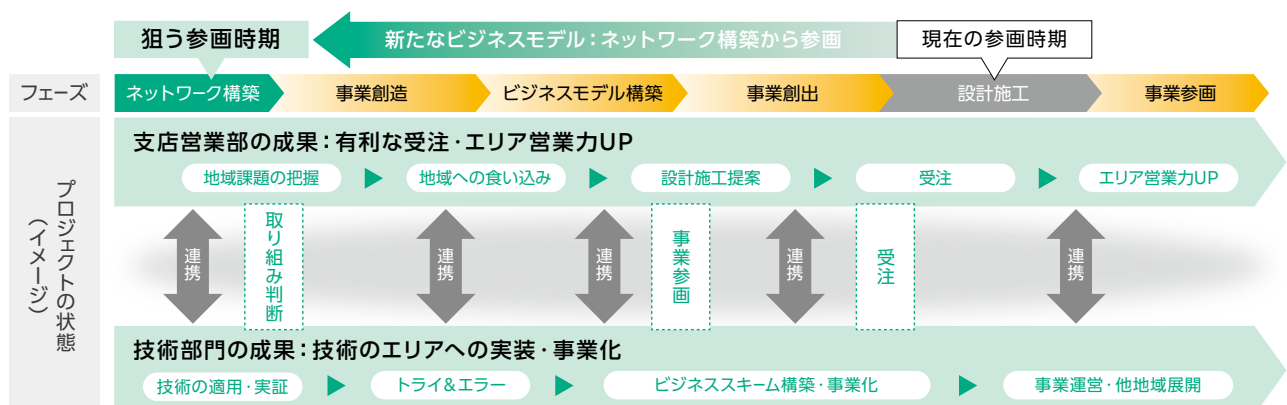 狙う参画時期
新たなビジネスモデル：ネットワーク構築から参画
現在の参画時期
フェーズ
ネットワーク構築
事業創造
ビジネスモデル構築
事業創出
設計施工
事業参画
プロジェクトの状態
（イメージ）
支店営業部の成果：有利な受注・エリア営業力UP
地域課題の把握
地域への食い込み
設計施工提案
受注
エリア営業力UP
連携
取り組み判断
連携
連携
事業参画
連携
受注
連携
技術部門の成果：技術のエリアへの実装・事業化
技術の適用・実証
トライ&エラー
ビジネススキーム構築・事業化
事業運営・他地域展開